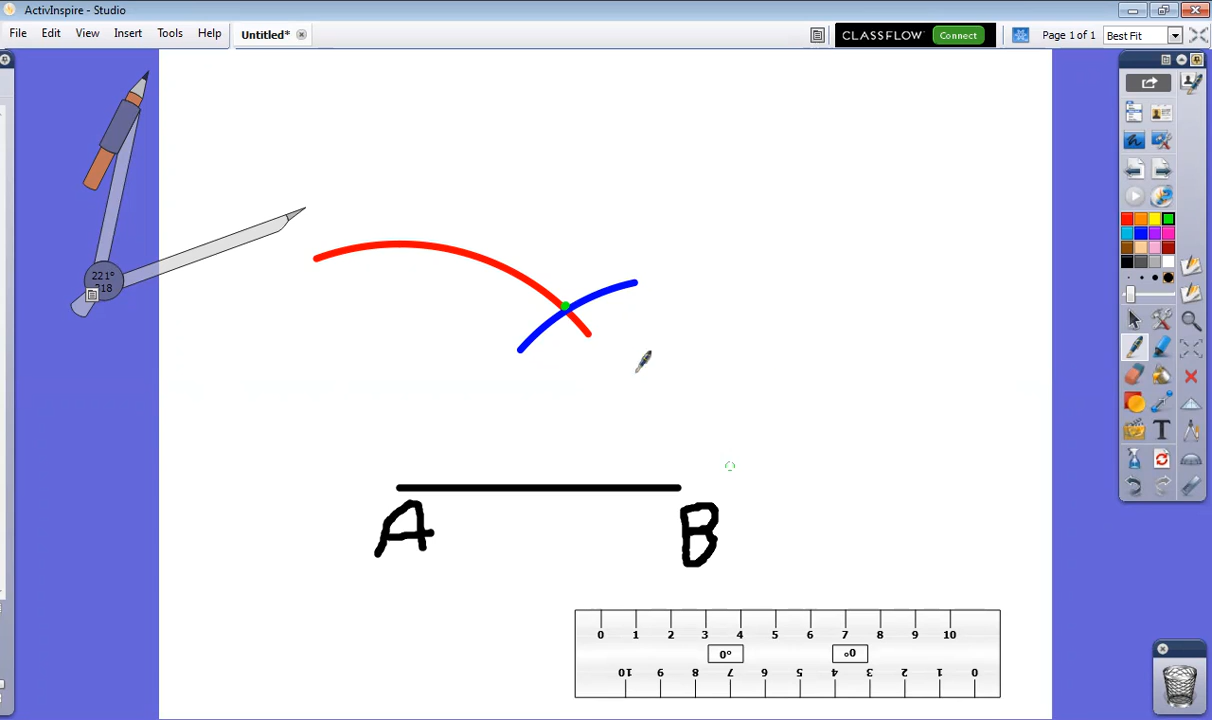 ActivInspire - Studio
File Edit View Insert Tools Help Untitled* CLASSFLOW Connect Page 1 of 1 Best Fit
221°
218
A B
0 1 2 3 4 5 6 7 8 9 10
0° 0°
10 9 8 7 6 5 4 3 2 1 0
T